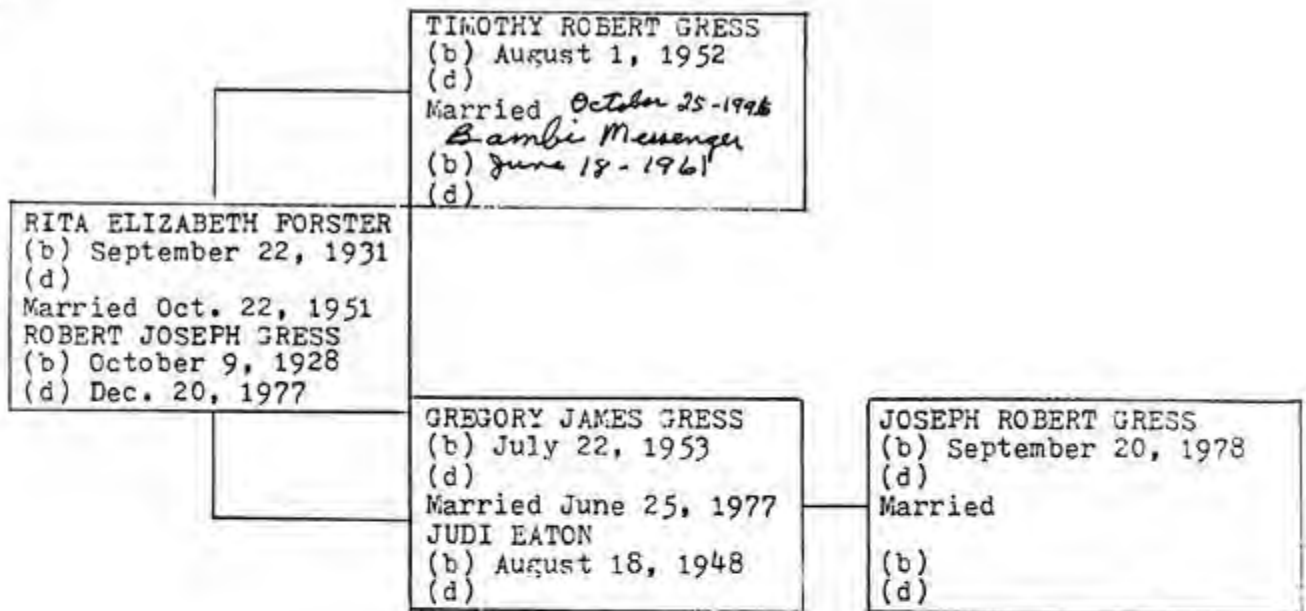 RITA ELIZABETH FORSTER
(b) September 22, 1931
(d)
Married Oct. 22, 1951
ROBERT JOSEPH GRESS
(b) October 9, 1928
(d) Dec. 20, 1977
TIMOTHY ROBERT GRESS
(b) August 1, 1952
(d)
Married October 25-1996
Bambi Messenger
(b) June 18-1961
(d)
GREGORY JAMES GRESS
(b) July 22, 1953
(d)
Married June 25, 1977
JUDI EATON
(b) August 18, 1948
(d)
JOSEPH ROBERT GRESS
(b) September 20, 1978
(d)
Married
(b)
(d)